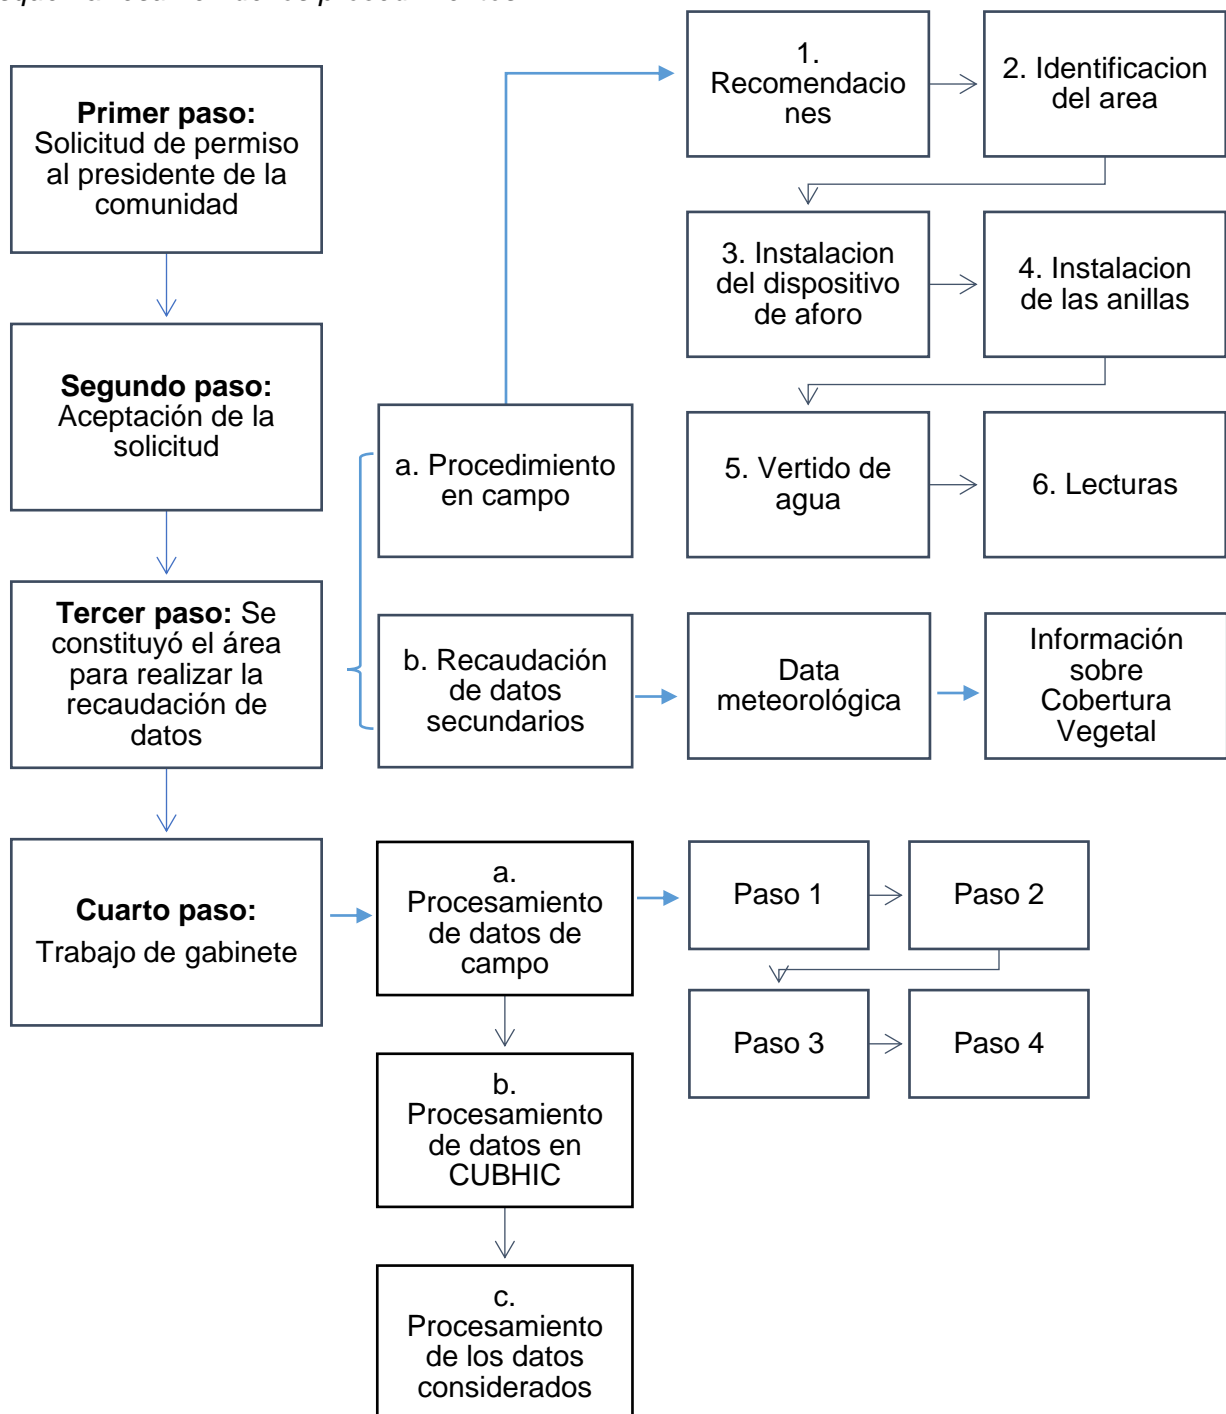 Primer paso:
Solicitud de permiso
al presidente de la
comunidad
Segundo paso:
Aceptación de la
solicitud
Tercer paso: Se
constituyó el área
para realizar la
recaudación de
datos
Cuarto paso:
Trabajo de gabinete
a. Procedimiento
en campo
1.
Recomendacio
nes
2. Identificacion
del area
3. Instalacion
del dispositivo
de aforo
4. Instalacion
de las anillas
5. Vertido de
agua
6. Lecturas
b. Recaudación
de datos
secundarios
Data
meteorológica
Información
sobre
Cobertura
Vegetal
a.
Procesamiento
de datos de
campo
Paso 1
Paso 2
Paso 3
Paso 4
b.
Procesamiento
de datos en
CUBHIC
c.
Procesamiento
de los datos
considerados